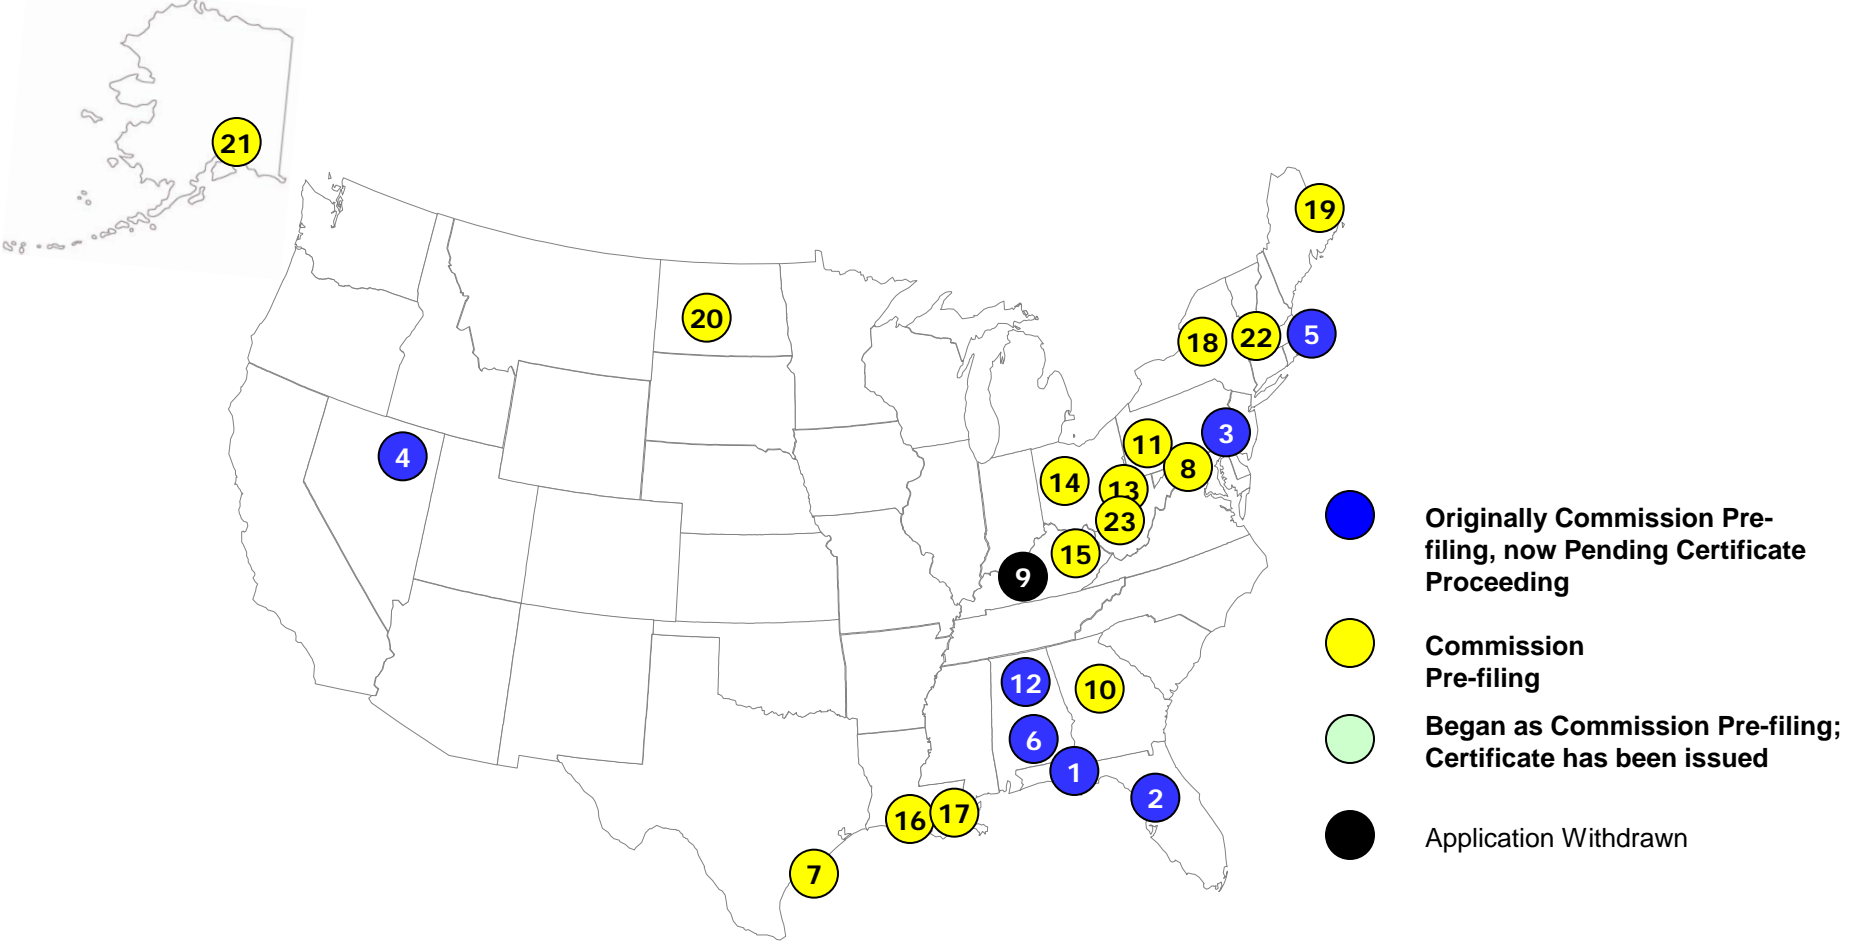 21
19
20
18
22
5
4
11
3
8
14
13
23
15
9
12
10
6
1
2
16
17
7
Originally Commission Pre-
filing, now Pending Certificate
Proceeding
Commission
Pre-filing
Began as Commission Pre-filing;
Certificate has been issued
Application Withdrawn